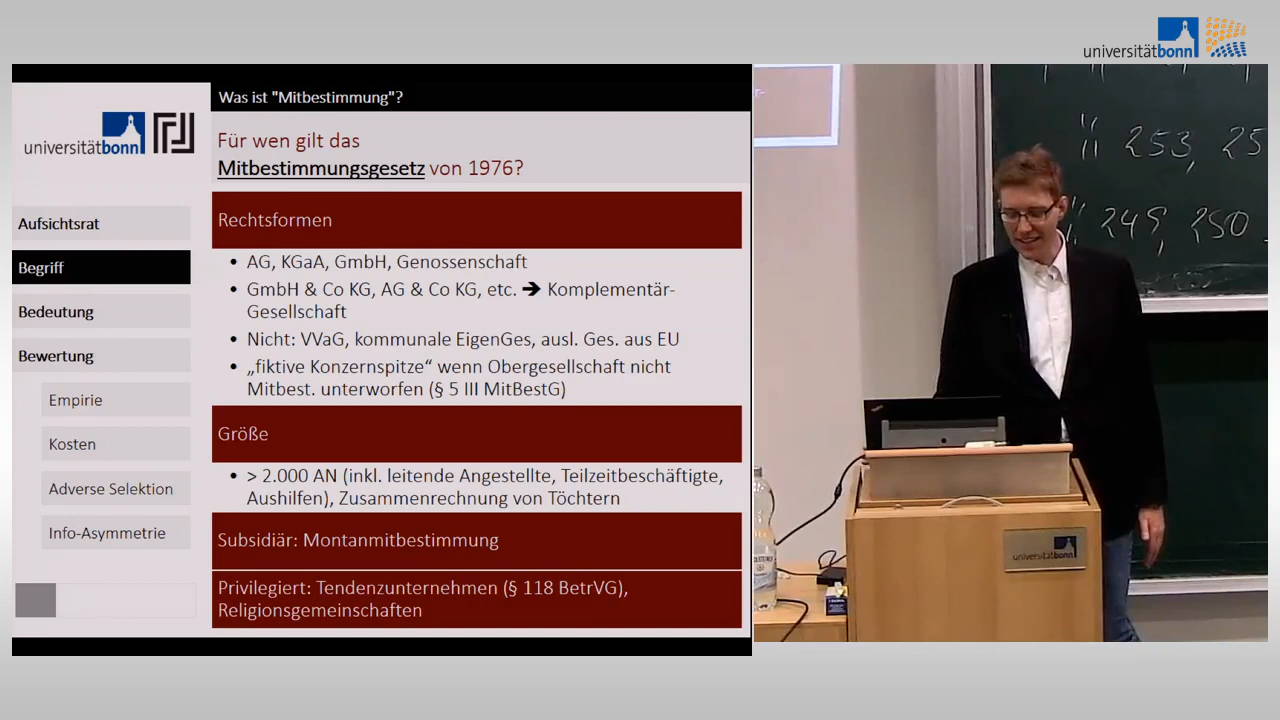 universitätbonn
Was ist "Mitbestimmung"?
universitätbonn
Für wen gilt das
Mitbestimmungsgesetz von 1976?
Aufsichtsrat
Begriff
Bedeutung
Bewertung
Empirie
Kosten
Adverse Selektion
Info-Asymmetrie
Rechtsformen
• AG, KGaA, GmbH, Genossenschaft
• GmbH & Co KG, AG & Co KG, etc. ➔ Komplementär-
Gesellschaft
• Nicht: VVaG, kommunale EigenGes, ausl. Ges. aus EU
• „fiktive Konzernspitze“ wenn Obergesellschaft nicht
Mitbest. unterworfen (§ 5 III MitBestG)
Größe
• > 2.000 AN (inkl. leitende Angestellte, Teilzeitbeschäftigte,
Aushilfen), Zusammenrechnung von Töchtern
Subsidiär: Montanmitbestimmung
Privilegiert: Tendenzunternehmen (§ 118 BetrVG),
Religionsgemeinschaften
253, 25
249, 250
universitätbonn